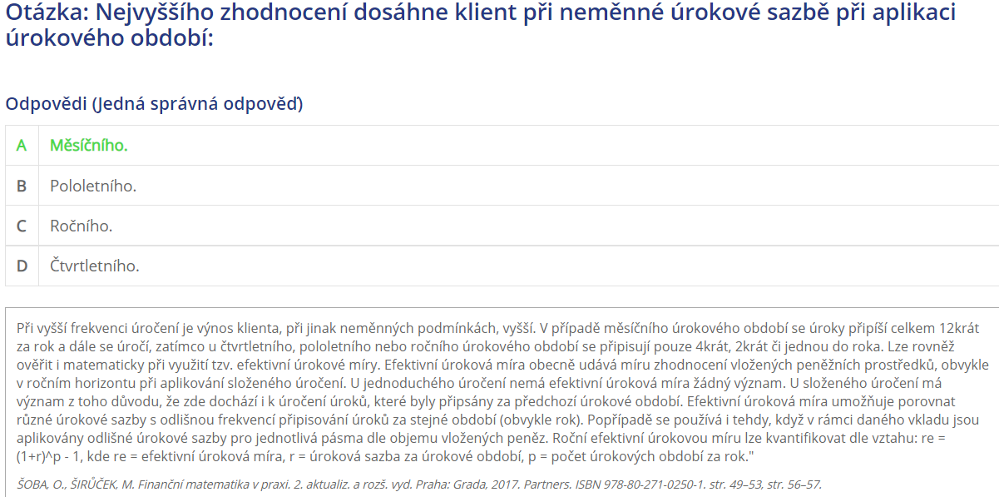 Otázka: Nejvyššího zhodnocení dosáhne klient při neměnné úrokové sazbě při aplikaci
úrokového období:
Odpovědi (Jedná správná odpověď)
A Měsíčního.
B Pololetního.
C Ročního.
D Čtvrtletního.
Při vyšší frekvenci úročení je výnos klienta, při jinak neměnných podmínkách, vyšší. V případě měsíčního úrokového období se úroky připíší celkem 12krát
za rok a dále se úročí, zatímco u čtvrtletního, pololetního nebo ročního úrokového období se připisují pouze 4krát, 2krát či jednou do roka. Lze rovněž
ověřit i matematicky při využití tzv. efektivní úrokové míry. Efektivní úroková míra obecně udává míru zhodnocení vložených peněžních prostředků, obvykle
v ročním horizontu při aplikování složeného úročení. U jednoduchého úročení nemá efektivní úroková míra žádný význam. U složeného úročení má
význam z toho důvodu, že zde dochází i k úročení úroků, které byly připsány za předchozí úrokové období. Efektivní úroková míra umožňuje porovnat
různé úrokové sazby s odlišnou frekvencí připisování úroků za stejné období (obvykle rok). Popřípadě se používá i tehdy, když v rámci daného vkladu jsou
aplikovány odlišné úrokové sazby pro jednotlivá pásma dle objemu vložených peněz. Roční efektivní úrokovou míru lze kvantifikovat dle vztahu: re =
(1+r)^p - 1, kde re = efektivní úroková míra, r = úroková sazba za úrokové období, p = počet úrokových období za rok."
ŠOBA, O., ŠIRŮČEK, M. Finanční matematika v praxi. 2. aktualiz. a rozš. vyd. Praha: Grada, 2017. Partners. ISBN 978-80-271-0250-1. str. 49–53, str. 56–57.